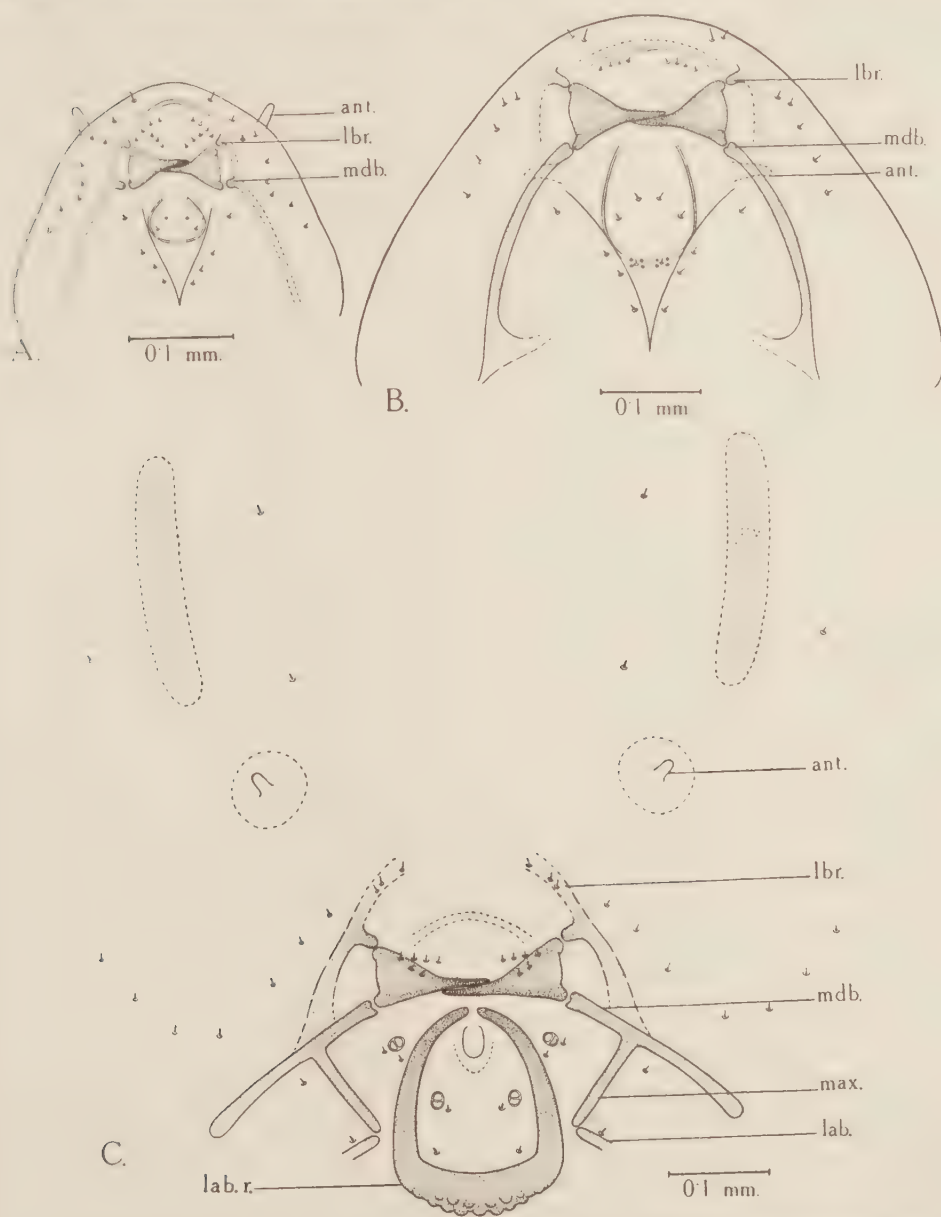 ant.
lbr.
mdb.
A.
0·1 mm.
lbr.
mdb.
ant.
B.
0·1 mm
ant.
lbr.
mdb.
max.
lab.
C.
lab. r.
0·1 mm.